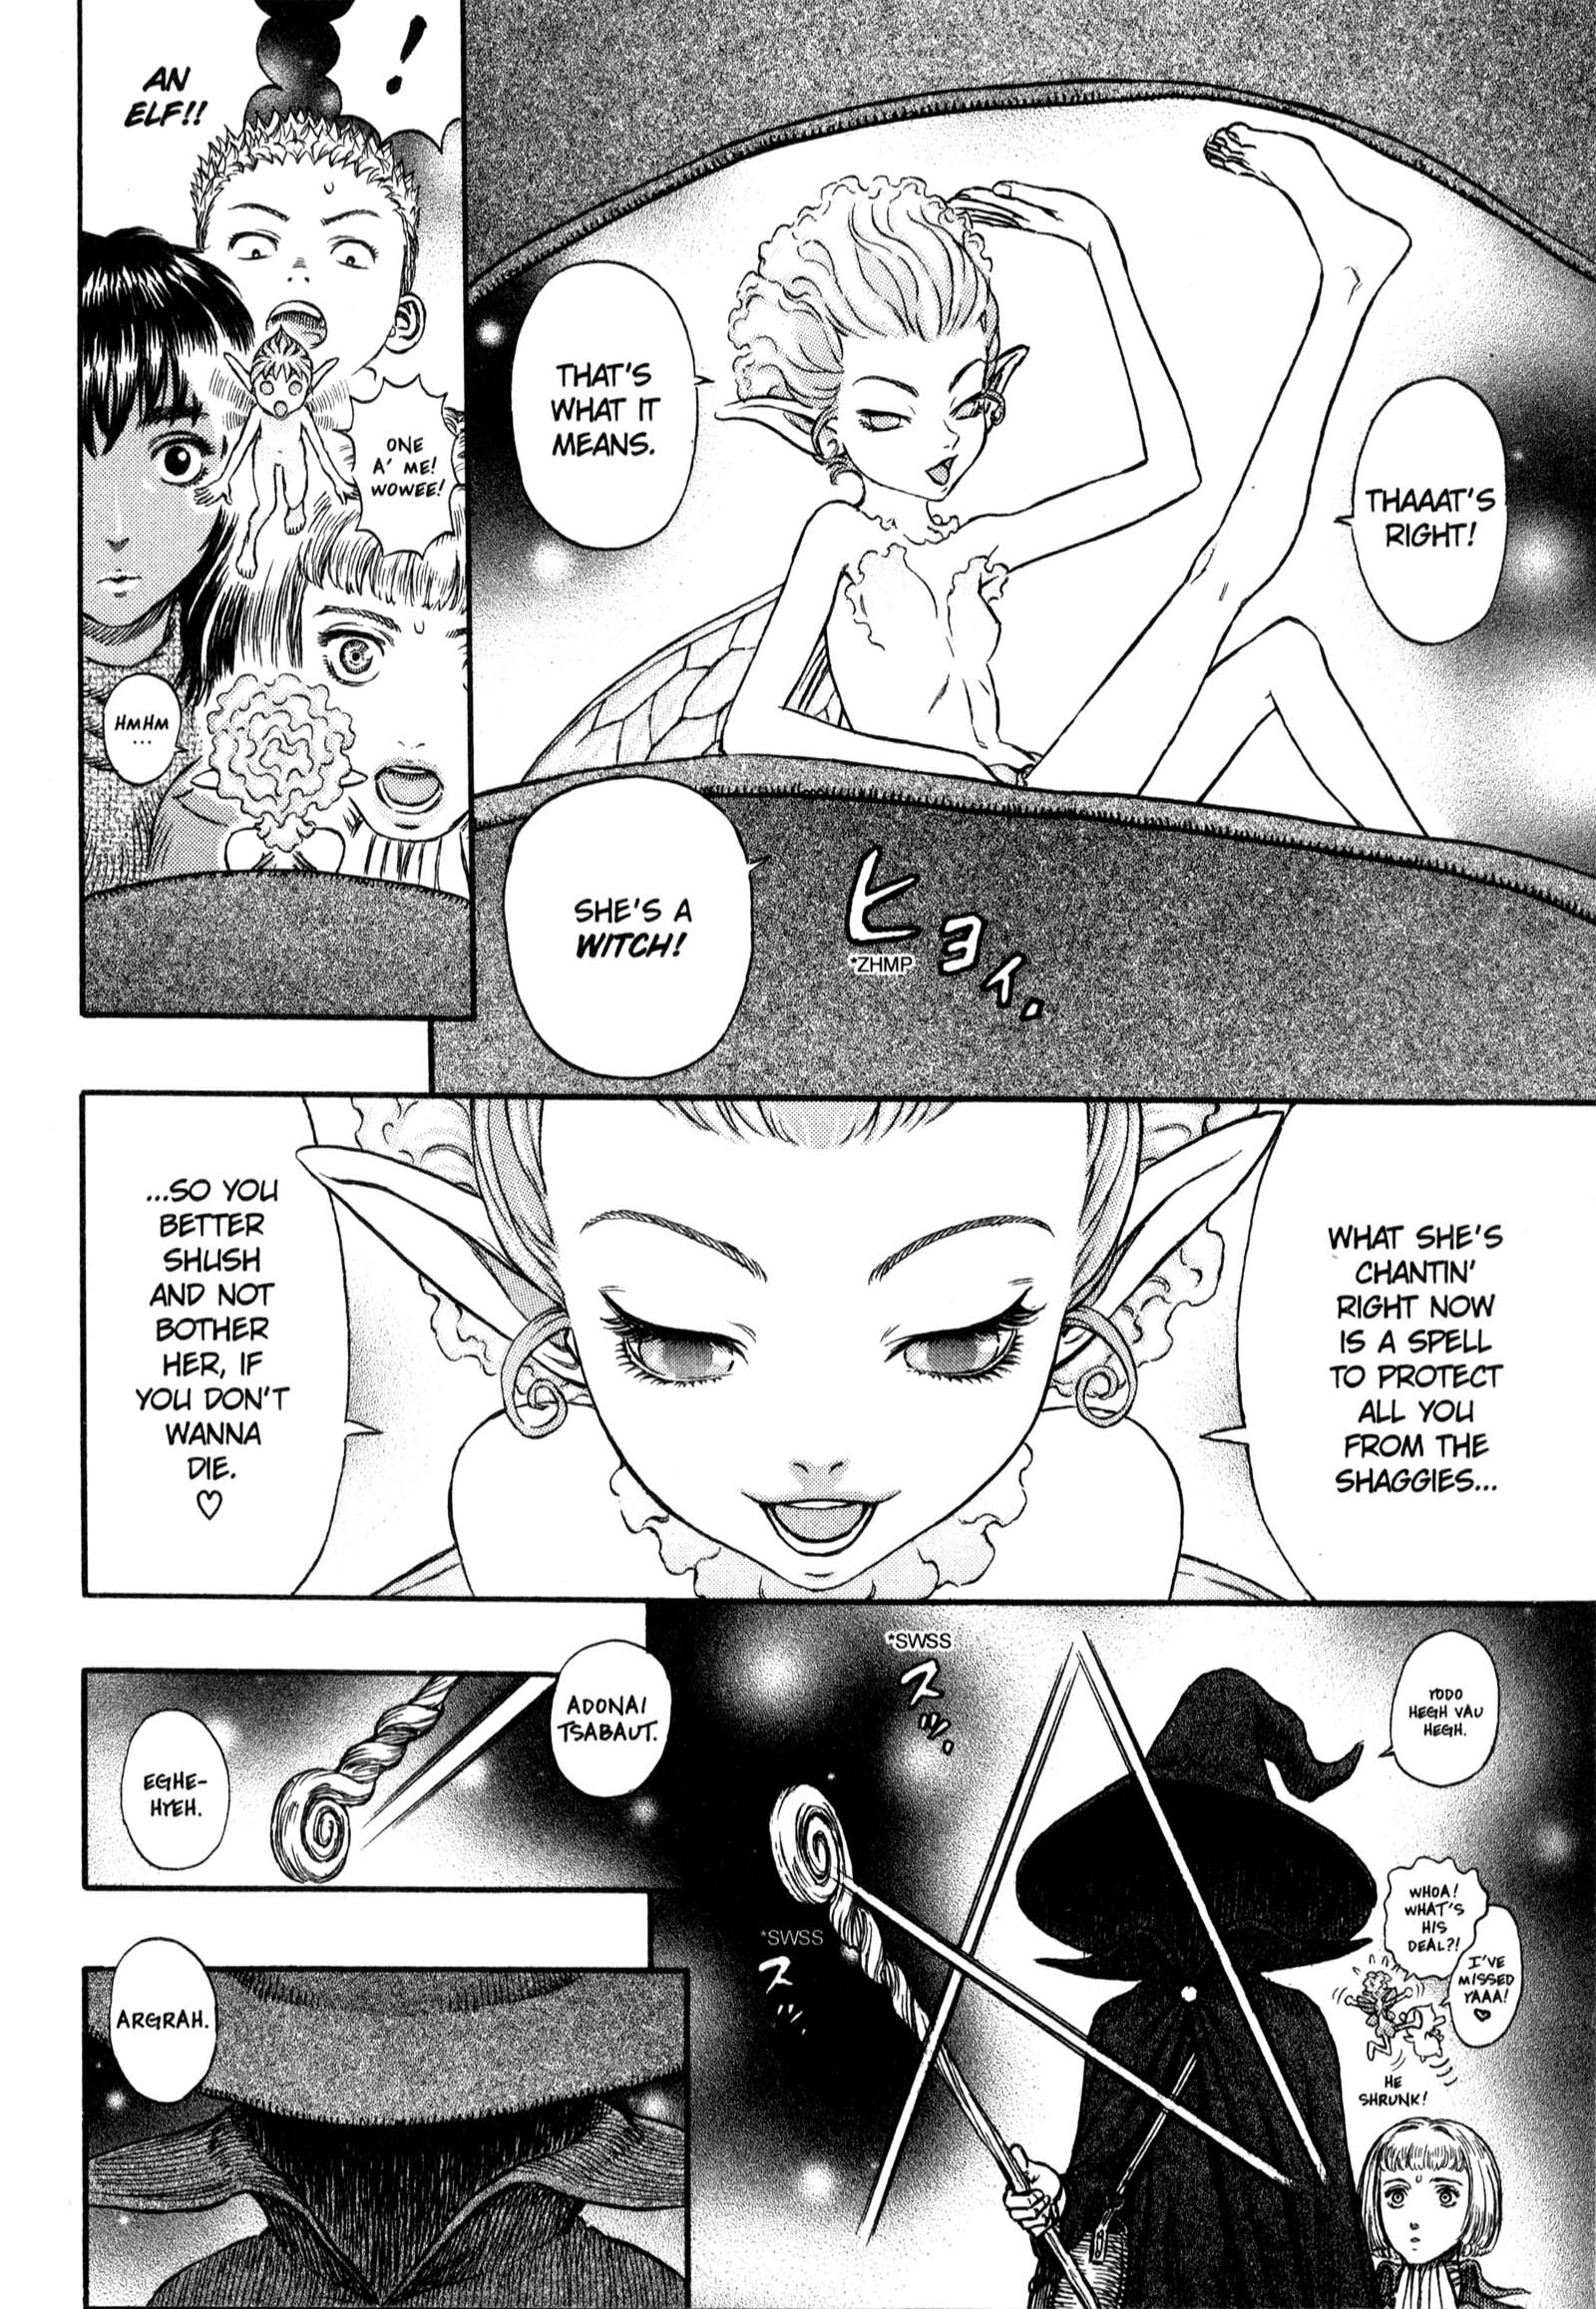 THAAAT'S
RIGHT!
THAT'S
WHAT IT
MEANS.
ヒョイ.
*ZHMP
SHE'S A
WITCH!
!
AN
ELF!!
ONE
A' ME!
WOWEE!
HMHM
...
WHAT SHE'S
CHANTIN'
RIGHT NOW
IS A SPELL
TO PROTECT
ALL YOU
FROM THE
SHAGGIES...
...SO YOU
BETTER
SHUSH
AND NOT
BOTHER
HER, IF
YOU DON'T
WANNA
DIE.
♡
YODO
HEGH VAU
HEGH.
*SWSS
スッ.
*SWSS
スッ
WHOA!
WHAT'S
HIS
DEAL?!
I'VE
MISSED
YAAA!
♡
HE
SHRUNK!
ADONAI
TSABAUT.
EGHE-
HYEH.
ARGRAH.